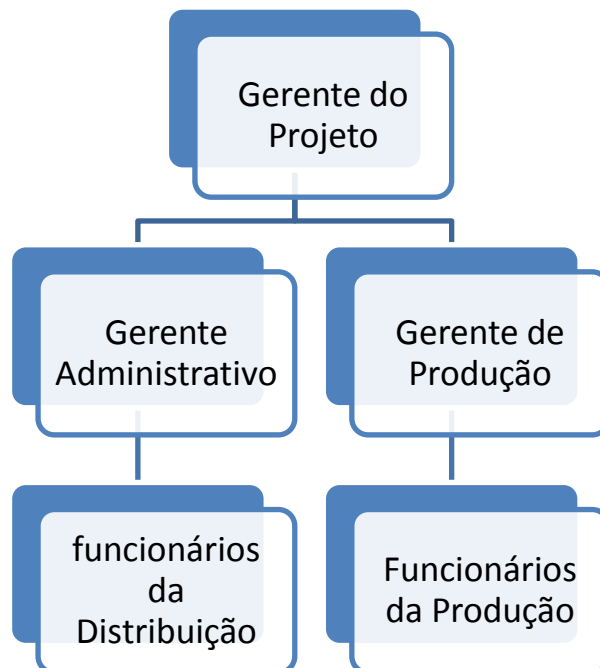 Gerente do
Projeto
Gerente
Administrativo
Gerente de
Produção
funcionários
da
Distribuição
Funcionários
da Produção